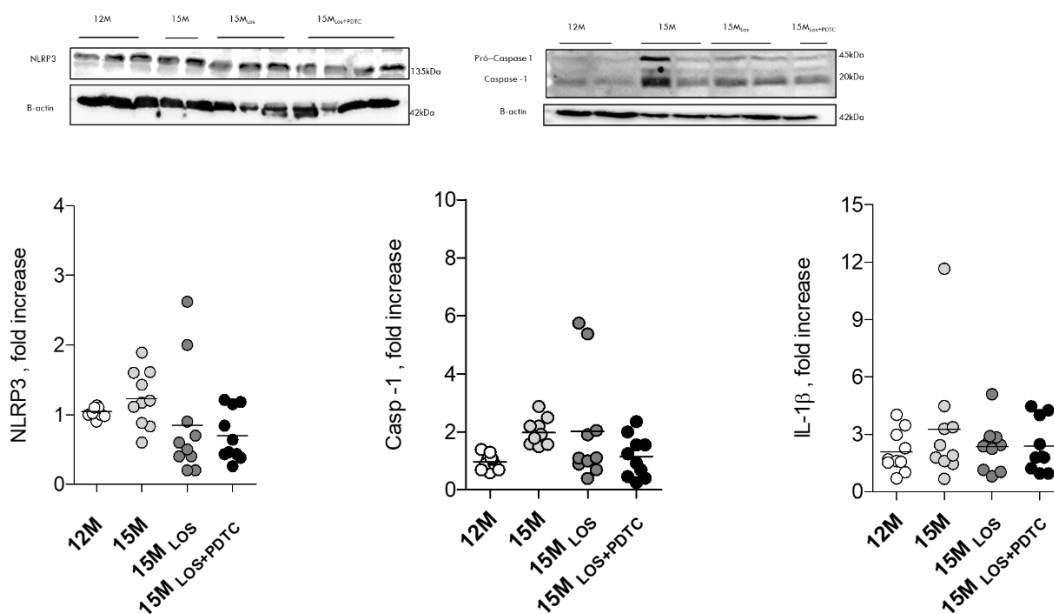 12M 15M 15MLos 15MLos+PDTC
NLRP3
135kDa
B-actin
42kDa
12M 15M 15MLos 15MLos+PDTC
Pró-Caspase 1
45kDa
Caspase -1
20kDa
B-actin
42kDa
NLRP3 , fold increase
4
3
2
1
0
12M
15M
15M LOS
15M LOS+PDTC
Casp -1 , fold increase
10
8
6
4
2
0
12M
15M
15M LOS
15M LOS+PDTC
IL-1β , fold increase
15
12
9
6
3
0
12M
15M
15M LOS
15M LOS+PDTC